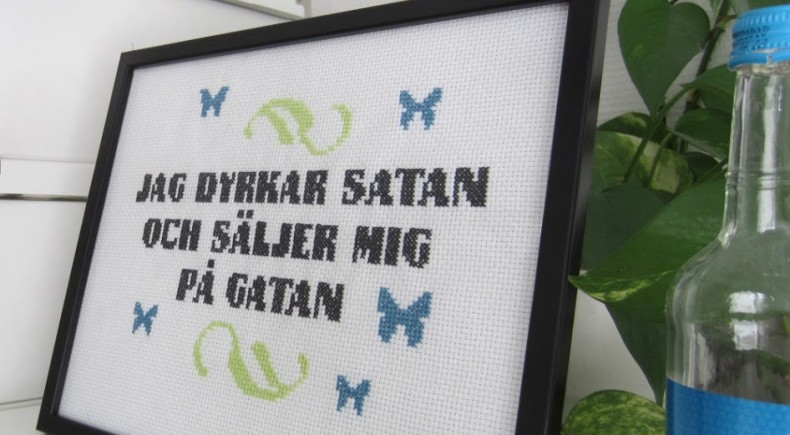 JAG DYRKAR SATAN
OCH SÄLJER MIG
PÅ GATAN